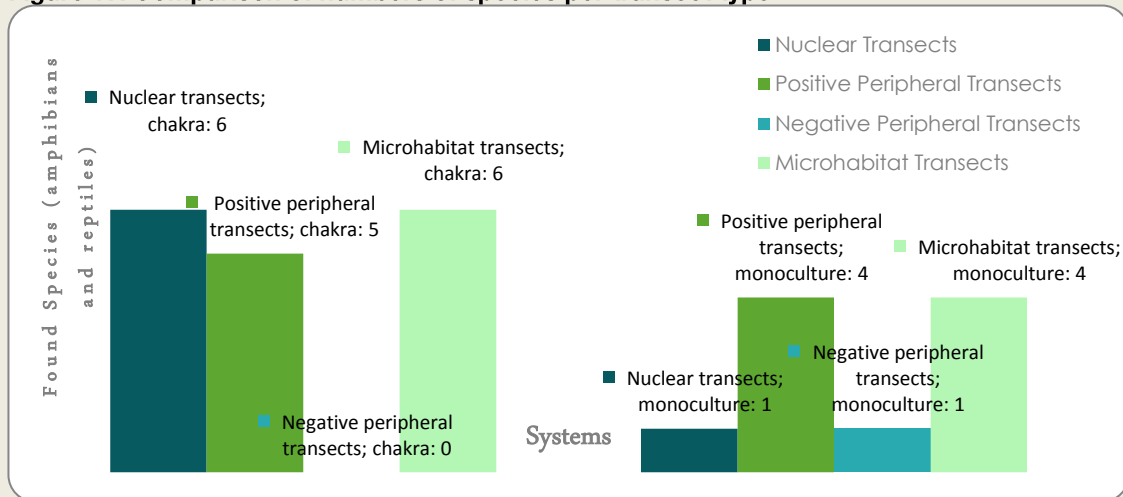 Nuclear Transects
Positive Peripheral Transects
Negative Peripheral Transects
Microhabitat Transects
Found Species (amphibians
and reptiles)
Nuclear transects;
chakra: 6
Positive peripheral
transects; chakra: 5
Negative peripheral
transects; chakra: 0
Microhabitat transects;
chakra: 6
Systems
Nuclear transects;
monoculture: 1
Positive peripheral
transects;
monoculture: 4
Negative peripheral
transects;
monoculture: 1
Microhabitat transects;
monoculture: 4